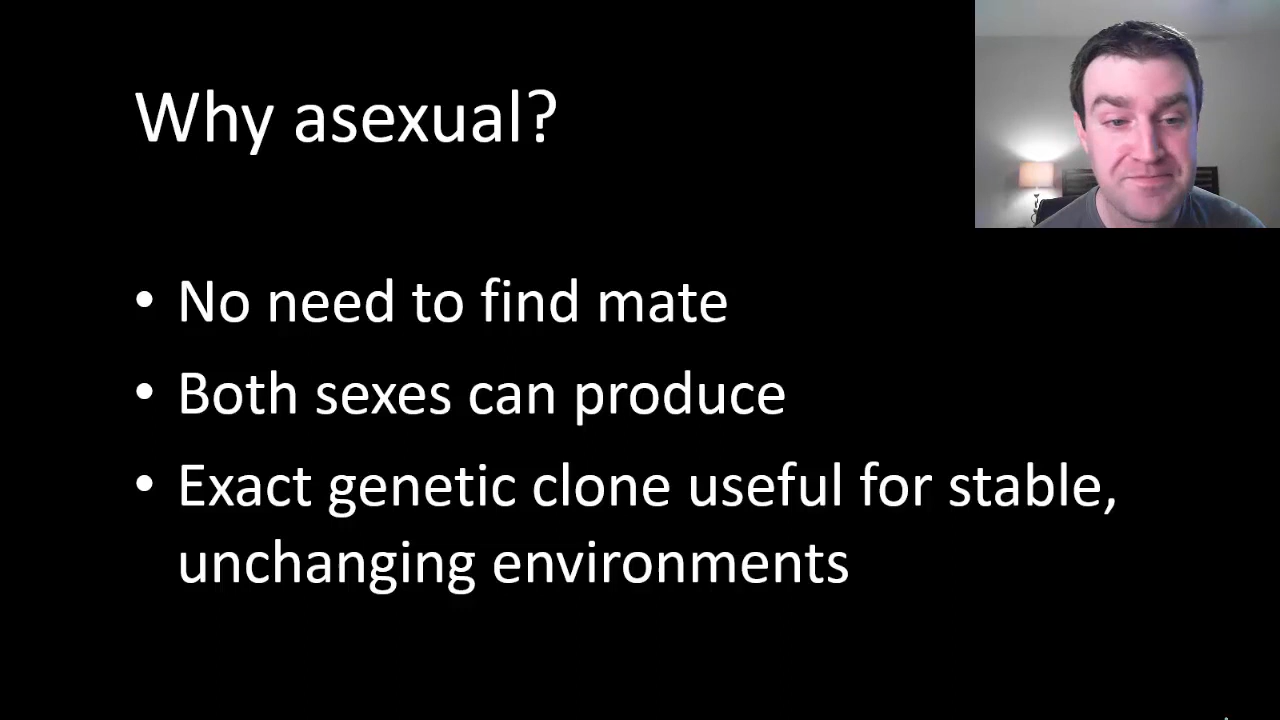 Why asexual?
• No need to find mate
• Both sexes can produce
• Exact genetic clone useful for stable,
unchanging environments